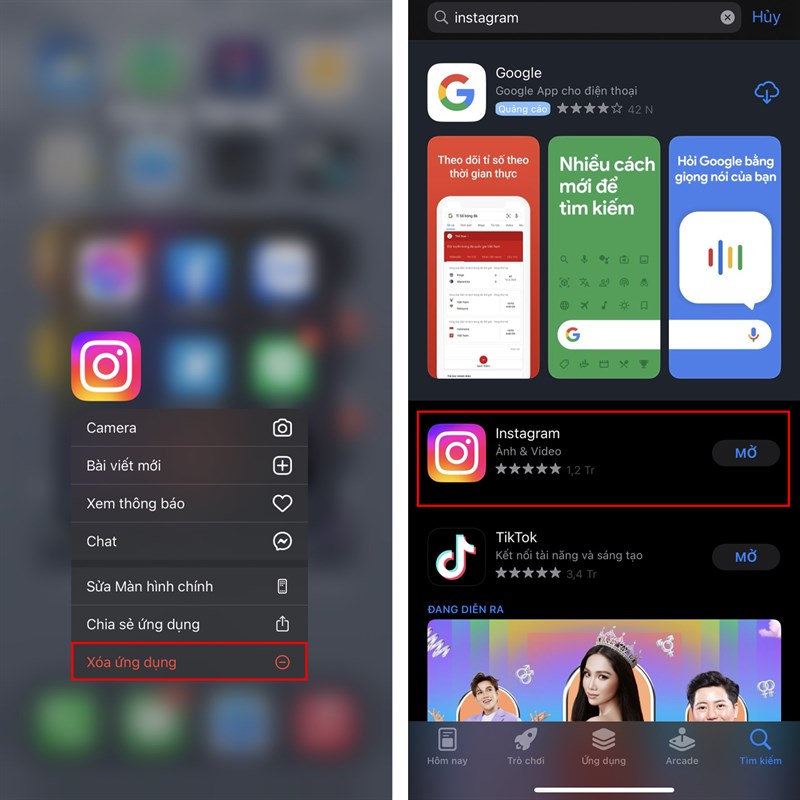 Camera
Bài viết mới
Xem thông báo
Chat
Sửa Màn hình chính
Chia sẻ ứng dụng
Xóa ứng dụng
instagram
Hủy
Google
Google App cho điện thoại
Quảng cáo
42 N
Theo dõi tỉ số theo
thời gian thực
Nhiều cách
mới để
tìm kiếm
Hỏi Google bằng
giọng nói của bạn
Instagram
Ảnh & Video
1,2 Tr
MỞ
TikTok
Kết nối tài năng và sáng tạo
3,4 Tr
MỞ
ĐANG DIỄN RA
Hôm nay
Trò chơi
Ứng dụng
Arcade
Tìm kiếm